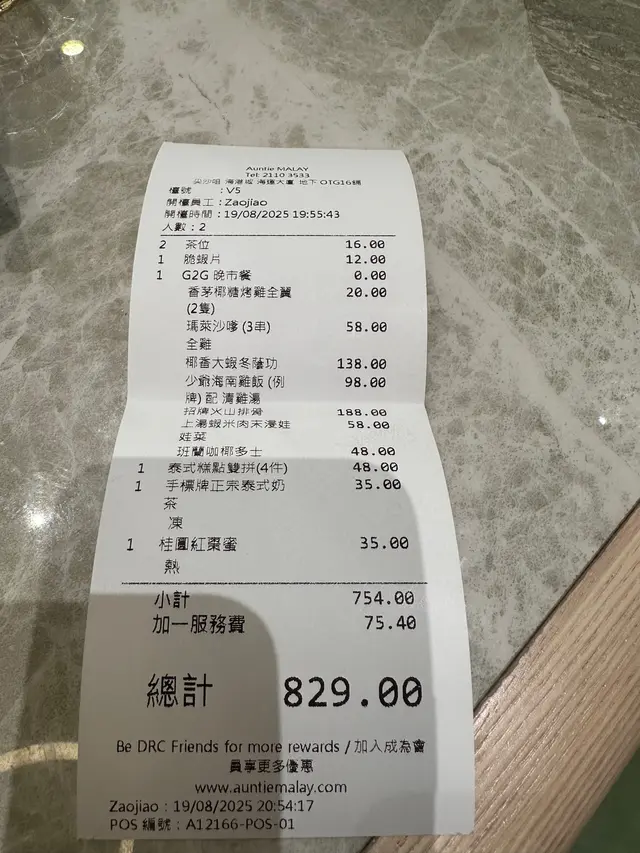 Auntie MALAY
Tel: 2110 3533
尖沙咀 海港城 海運大廈 地下 OTG16舖
檯號 : V5
開檯員工 : Zaojiao
開檯時間 : 19/08/2025 19:55:43
人數 : 2
2 茶位 16.00
1 脆蝦片 12.00
1 G2G 晚市餐 0.00
香茅椰糖烤雞全翼 20.00
(2隻)
瑪萊沙嗲 (3串) 58.00
全雞
椰香大蝦冬蔭功 138.00
少爺海南雞飯 (例 98.00
牌) 配 清雞湯
招牌火山排骨 188.00
上湯蝦米肉末浸娃 58.00
娃菜
班蘭咖椰多士 48.00
1 泰式糕點雙拼(4件) 48.00
1 手標牌正宗泰式奶 35.00
茶
凍
1 桂圓紅棗蜜 35.00
熱
小計 754.00
加一服務費 75.40
總計 829.00
Be DRC Friends for more rewards / 加入成為會
員享更多優惠
www.auntiemalay.com
Zaojiao : 19/08/2025 20:54:17
POS 編號 : A12166-POS-01